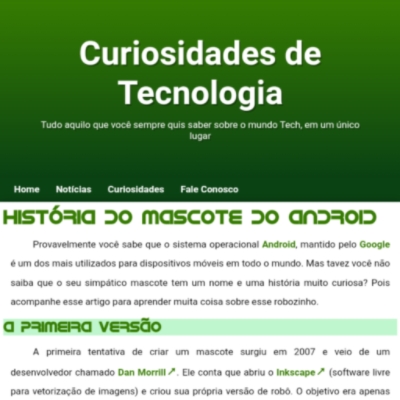 Curiosidades de
Tecnologia
Tudo aquilo que você sempre quis saber sobre o mundo Tech, em um único
lugar
Home Notícias Curiosidades Fale Conosco
História do Mascote do Android
Provavelmente você sabe que o sistema operacional Android, mantido pelo Google
é um dos mais utilizados para dispositivos móveis em todo o mundo. Mas tavez você não
saiba que o seu simpático mascote tem um nome e uma história muito curiosa? Pois
acompanhe esse artigo para aprender muita coisa sobre esse robozinho.
A primeira versão
A primeira tentativa de criar um mascote surgiu em 2007 e veio de um
desenvolvedor chamado Dan Morrill↗. Ele conta que abriu o Inkscape↗ (software livre
para vetorização de imagens) e criou sua própria versão de robô. O objetivo era apenas